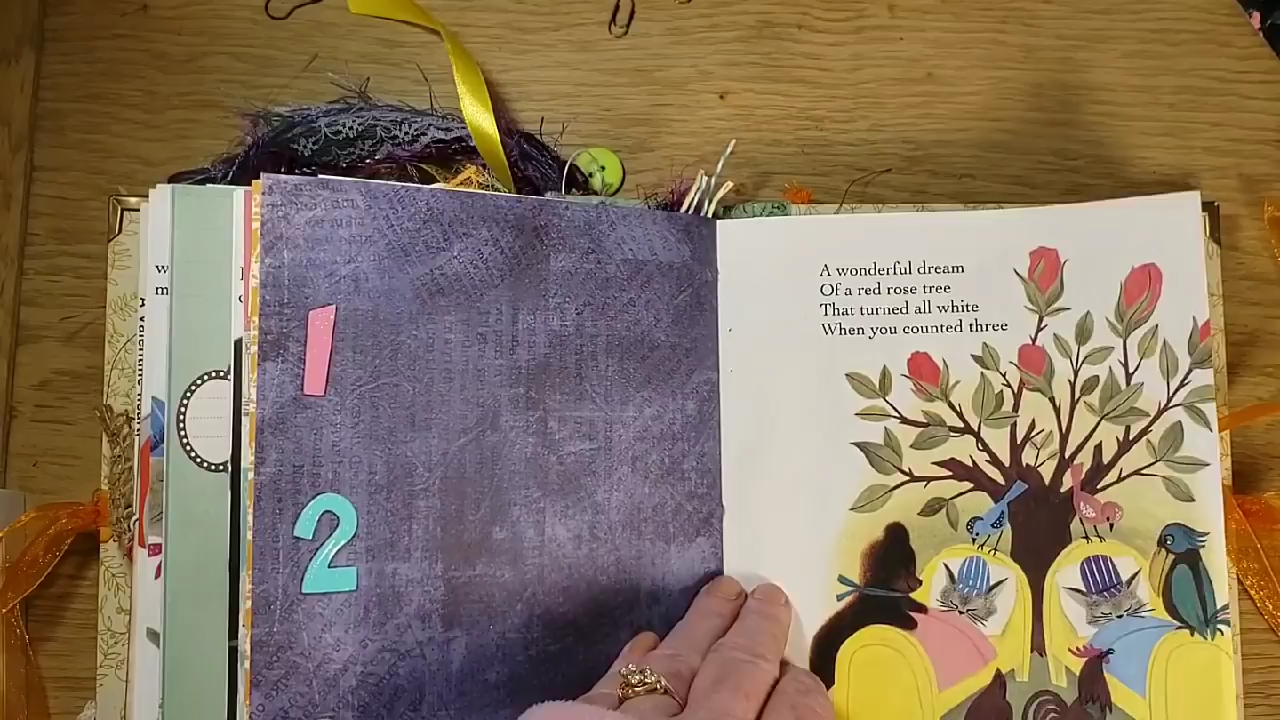 w
m
1
2
A wonderful dream
Of a red rose tree
That turned all white
When you counted three